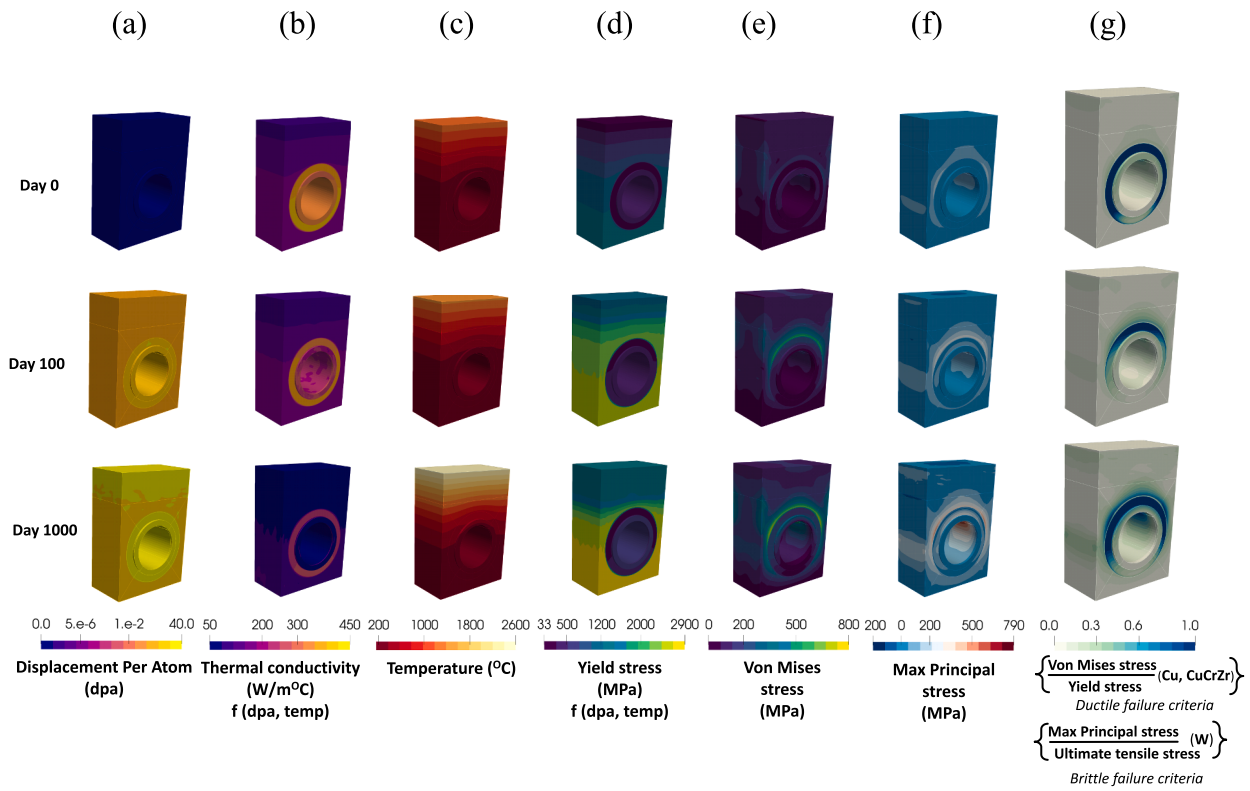 (a) (b) (c) (d) (e) (f) (g)
Day 0
Day 100
Day 1000
0.0 5.e-6 1.e-2 40.0
Displacement Per Atom
(dpa)
50 200 300 450
Thermal conductivity
(W/mᴼC)
f (dpa, temp)
200 1000 1600 2600
Temperature (ᴼC)
33 500 1200 2000 2900
Yield stress
(MPa)
f (dpa, temp)
0 200 500 800
Von Mises
stress
(MPa)
200 0 200 500 790
Max Principal
stress
(MPa)
0.0 0.3 0.6 1.0
{Von Mises stress
Yield stress
(Cu, CuCrZr)}
Ductile failure criteria
{Max Principal stress
Ultimate tensile stress
(W)}
Brittle failure criteria